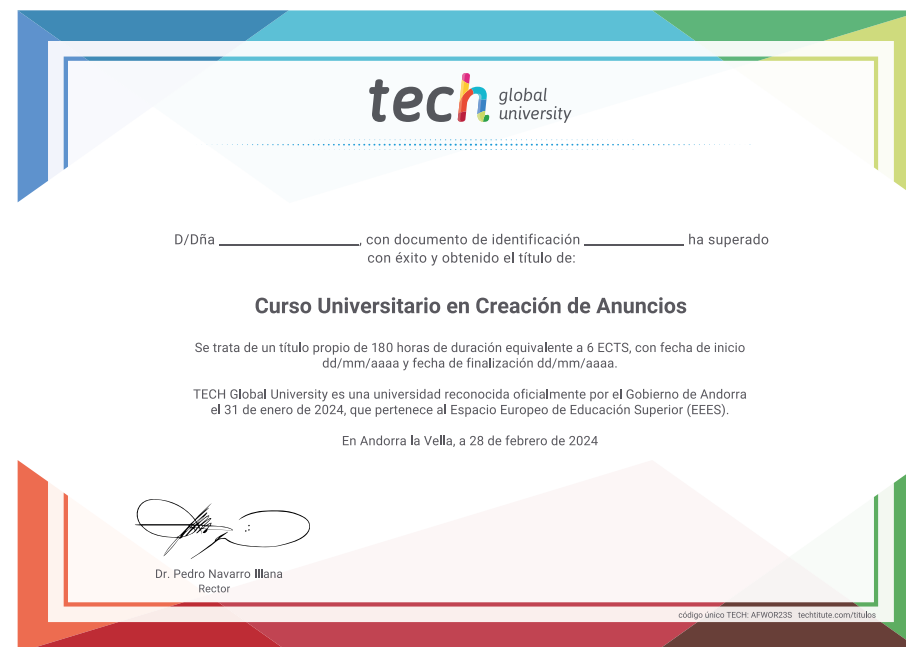 tech global
university
D/Dña ____________________, con documento de identificación ______________ ha superado
con éxito y obtenido el título de:
Curso Universitario en Creación de Anuncios
Se trata de un título propio de 180 horas de duración equivalente a 6 ECTS, con fecha de inicio
dd/mm/aaaa y fecha de finalización dd/mm/aaaa.
TECH Global University es una universidad reconocida oficialmente por el Gobierno de Andorra
el 31 de enero de 2024, que pertenece al Espacio Europeo de Educación Superior (EEES).
En Andorra la Vella, a 28 de febrero de 2024
Dr. Pedro Navarro Illana
Rector
código único TECH: AFWOR23S techtitute.com/titulos